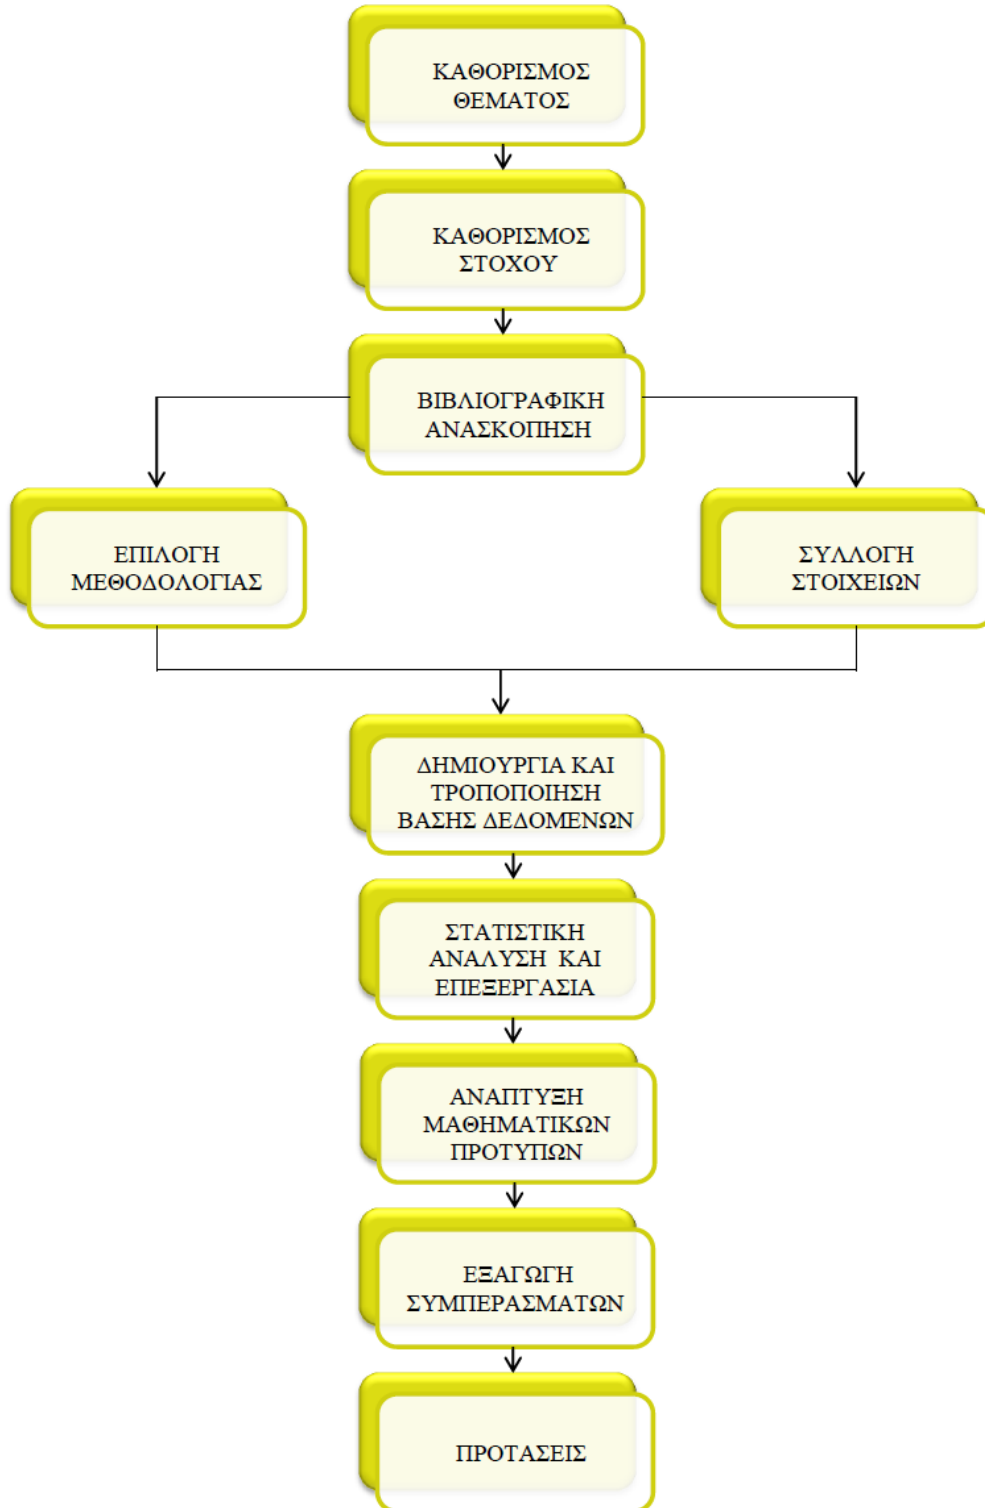 ΚΑΘΟΡΙΣΜΟΣ
ΘΕΜΑΤΟΣ
ΚΑΘΟΡΙΣΜΟΣ
ΣΤΟΧΟΥ
ΒΙΒΛΙΟΓΡΑΦΙΚΗ
ΑΝΑΣΚΟΠΗΣΗ
ΕΠΙΛΟΓΗ
ΜΕΘΟΔΟΛΟΓΙΑΣ
ΣΥΛΛΟΓΗ
ΣΤΟΙΧΕΙΩΝ
ΔΗΜΙΟΥΡΓΙΑ ΚΑΙ
ΤΡΟΠΟΠΟΙΗΣΗ
ΒΑΣΗΣ ΔΕΔΟΜΕΝΩΝ
ΣΤΑΤΙΣΤΙΚΗ
ΑΝΑΛΥΣΗ ΚΑΙ
ΕΠΕΞΕΡΓΑΣΙΑ
ΑΝΑΠΤΥΞΗ
ΜΑΘΗΜΑΤΙΚΩΝ
ΠΡΟΤΥΠΩΝ
ΕΞΑΓΩΓΗ
ΣΥΜΠΕΡΑΣΜΑΤΩΝ
ΠΡΟΤΑΣΕΙΣ